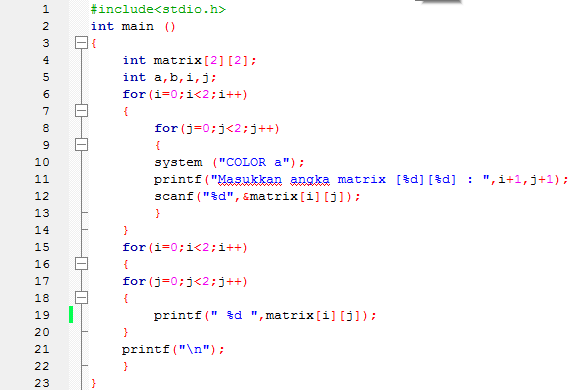 1 #include<stdio.h>
2 int main ()
3 {
4 int matrix[2][2];
5 int a,b,i,j;
6 for(i=0;i<2;i++)
7 {
8 for(j=0;j<2;j++)
9 {
10 system ("COLOR a");
11 printf("Masukkan angka matrix [%d][%d] : ",i+1,j+1);
12 scanf("%d",&matrix[i][j]);
13 }
14 }
15 for(i=0;i<2;i++)
16 {
17 for(j=0;j<2;j++)
18 {
19 printf(" %d ",matrix[i][j]);
20 }
21 printf("\n");
22 }
23 }